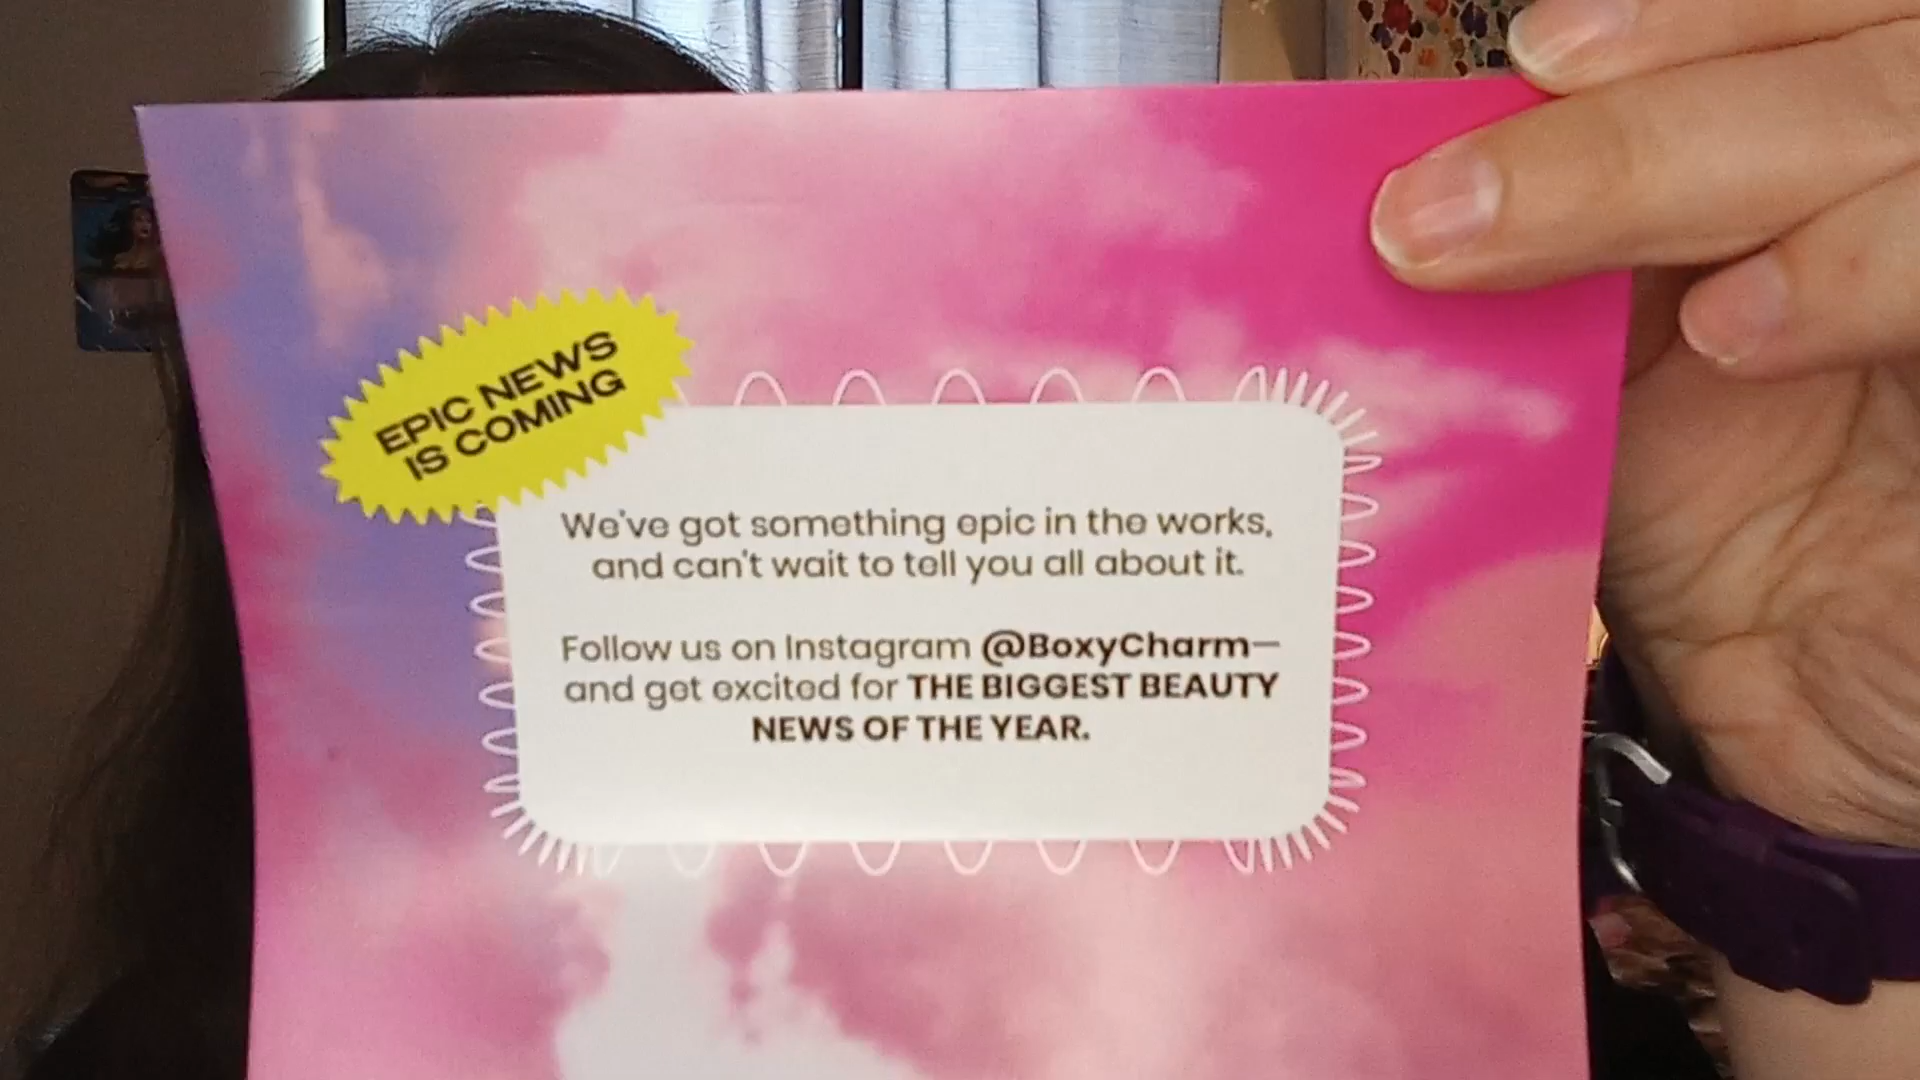 EPIC NEWS
IS COMING
We've got something epic in the works,
and can't wait to tell you all about it.
Follow us on Instagram @BoxyCharm—
and get excited for THE BIGGEST BEAUTY
NEWS OF THE YEAR.